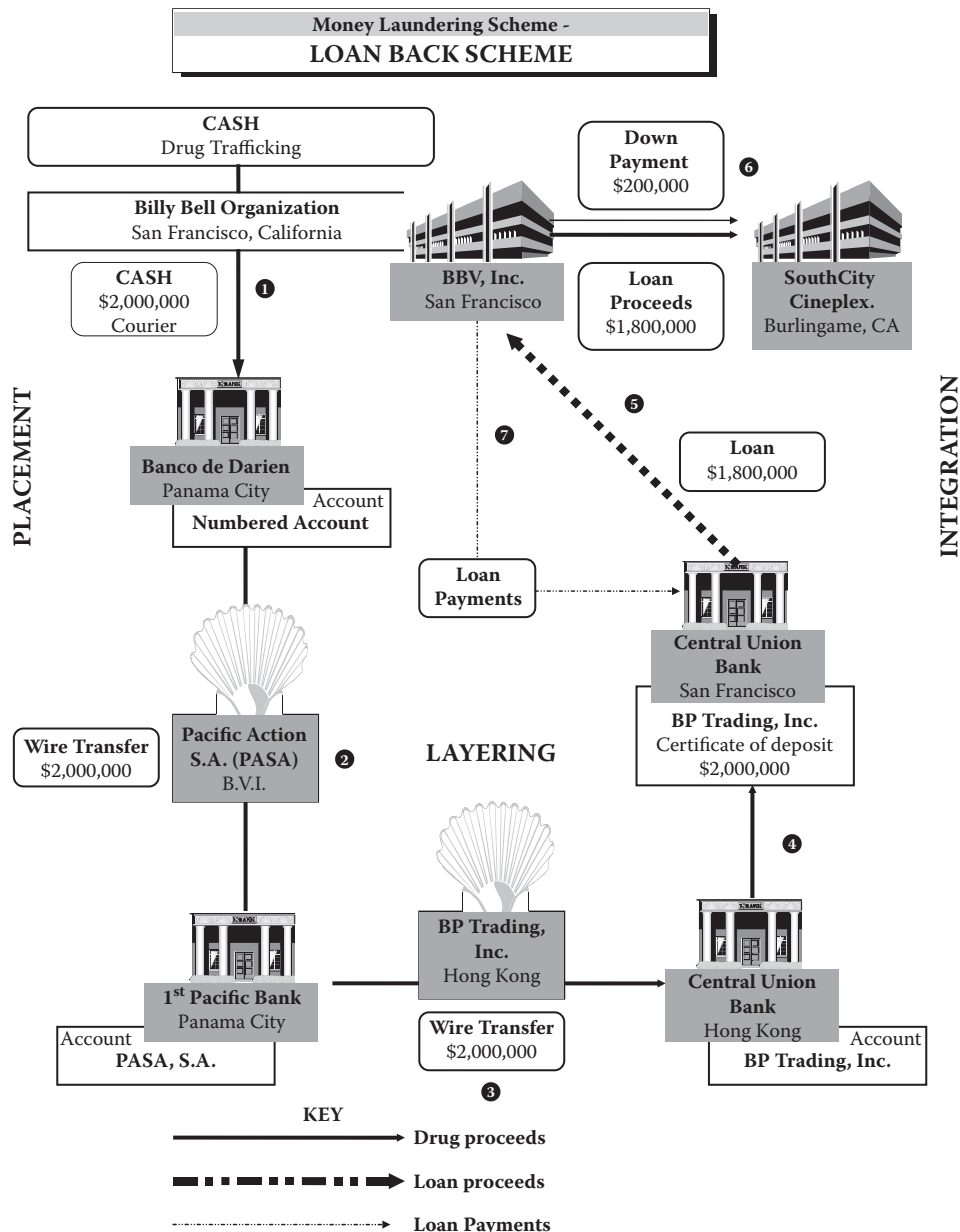 Money Laundering Scheme -
LOAN BACK SCHEME
CASH
Drug Trafficking
Billy Bell Organization
San Francisco, California
CASH
$2,000,000
Courier
1
BANK
Banco de Darien
Panama City
Account
Numbered Account
PLACEMENT
Wire Transfer
$2,000,000
Pacific Action
S.A. (PASA)
B.V.I.
2
LAYERING
BANK
1st Pacific Bank
Panama City
Account
PASA, S.A.
BP Trading,
Inc.
Hong Kong
Wire Transfer
$2,000,000
3
BANK
Central Union
Bank
Hong Kong
Account
BP Trading, Inc.
4
BANK
Central Union
Bank
San Francisco
BP Trading, Inc.
Certificate of deposit
$2,000,000
Loan
$1,800,000
5
INTEGRATION
BBV, Inc.
San Francisco
Down
Payment
$200,000
6
Loan
Proceeds
$1,800,000
SouthCity
Cineplex.
Burlingame, CA
7
Loan
Payments
KEY
Drug proceeds
Loan proceeds
Loan Payments